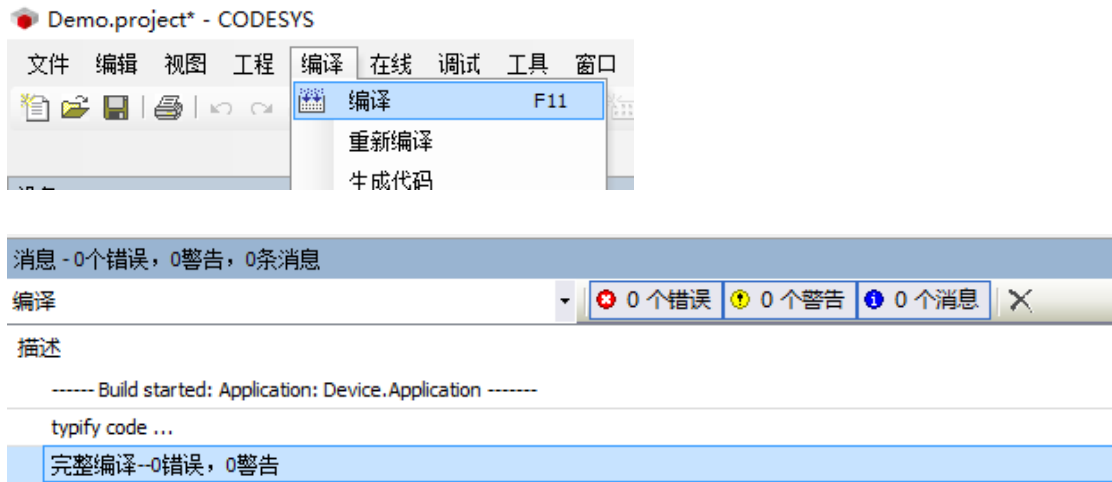 Demo.project* - CODESYS
文件 编辑 视图 工程 编译 在线 调试 工具 窗口
编译 F11
重新编译
生成代码
消息 - 0个错误，0警告，0条消息
编译 0 个错误 0 个警告 0 个消息
描述
------ Build started: Application: Device.Application -------
typify code ...
完整编译--0错误，0警告